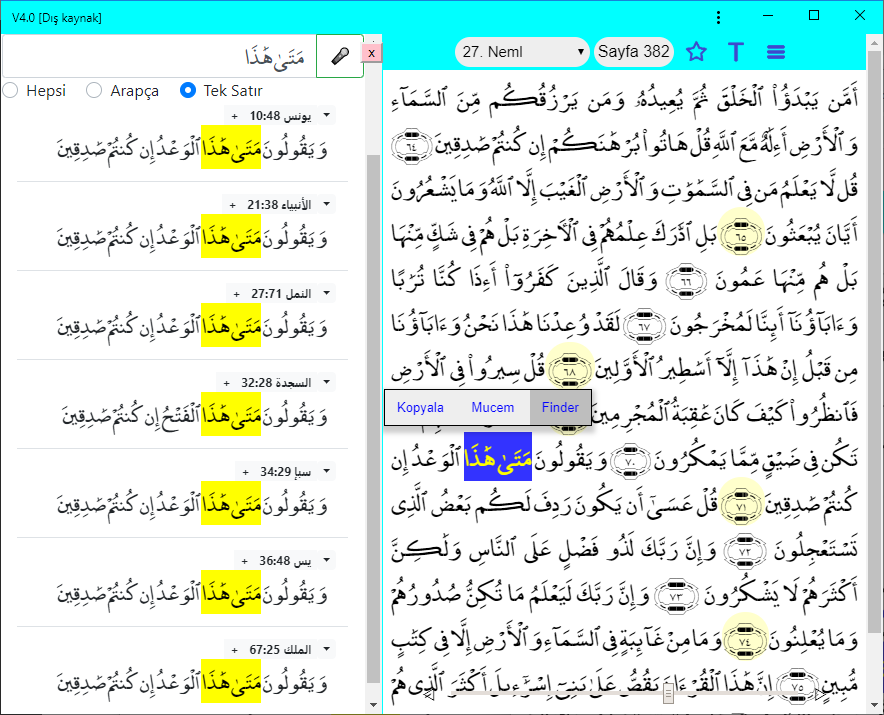 V4.0 [Dış kaynak]
مَتَىٰ هَٰذَا
x
Hepsi
Arapça
Tek Satır
يونس 10:48 +
وَيَقُولُونَ مَتَىٰ هَٰذَا ٱلْوَعْدُ إِن كُنتُمْ صَٰدِقِينَ
الأنبياء 21:38 +
وَيَقُولُونَ مَتَىٰ هَٰذَا ٱلْوَعْدُ إِن كُنتُمْ صَٰدِقِينَ
النمل 27:71 +
وَيَقُولُونَ مَتَىٰ هَٰذَا ٱلْوَعْدُ إِن كُنتُمْ صَٰدِقِينَ
السجدة 32:28 +
وَيَقُولُونَ مَتَىٰ هَٰذَا ٱلْفَتْحُ إِن كُنتُمْ صَٰدِقِينَ
سبإ 34:29 +
وَيَقُولُونَ مَتَىٰ هَٰذَا ٱلْوَعْدُ إِن كُنتُمْ صَٰدِقِينَ
يس 36:48 +
وَيَقُولُونَ مَتَىٰ هَٰذَا ٱلْوَعْدُ إِن كُنتُمْ صَٰدِقِينَ
الملك 67:25 +
وَيَقُولُونَ مَتَىٰ هَٰذَا ٱلْوَعْدُ إِن كُنتُمْ صَٰدِقِينَ
27. Neml
Sayfa 382
T
أَمَّن يَبْدَؤُا۟ ٱلْخَلْقَ ثُمَّ يُعِيدُهُۥ وَمَن يَرْزُقُكُم مِّنَ ٱلسَّمَآءِ
وَٱلْأَرْضِ أَءِلَٰهٌ مَّعَ ٱللَّهِ قُلْ هَاتُوا۟ بُرْهَٰنَكُمْ إِن كُنتُمْ صَٰدِقِينَ ٦٤
قُل لَّا يَعْلَمُ مَن فِى ٱلسَّمَٰوَٰتِ وَٱلْأَرْضِ ٱلْغَيْبَ إِلَّا ٱللَّهُ وَمَا يَشْعُرُونَ
أَيَّانَ يُبْعَثُونَ ٦٥ بَلِ ٱدَّٰرَكَ عِلْمُهُمْ فِى ٱلْءَاخِرَةِ بَلْ هُمْ فِى شَكٍّ مِّنْهَا
بَلْ هُم مِّنْهَا عَمُونَ ٦٦ وَقَالَ ٱلَّذِينَ كَفَرُوٓا۟ أَءِذَا كُنَّا تُرَٰبًا
وَءَابَآؤُنَآ أَئِنَّا لَمُخْرَجُونَ ٦٧ لَقَدْ وُعِدْنَا هَٰذَا نَحْنُ وَءَابَآؤُنَا
مِن قَبْلُ إِنْ هَٰذَآ إِلَّآ أَسَٰطِيرُ ٱلْأَوَّلِينَ ٦٨ قُلْ سِيرُوا۟ فِى ٱلْأَرْضِ
فَٱنظُرُوا۟ كَيْفَ كَانَ عَٰقِبَةُ ٱلْمُجْرِمِينَ
Kopyala Mucem Finder
تَكُن فِى ضَيْقٍ مِّمَّا يَمْكُرُونَ ٧٠ وَيَقُولُونَ مَتَىٰ هَٰذَا ٱلْوَعْدُ إِن
كُنتُمْ صَٰدِقِينَ ٧١ قُلْ عَسَىٰٓ أَن يَكُونَ رَدِفَ لَكُم بَعْضُ ٱلَّذِى
تَسْتَعْجِلُونَ ٧٢ وَإِنَّ رَبَّكَ لَذُو فَضْلٍ عَلَى ٱلنَّاسِ وَلَٰكِنَّ
أَكْثَرَهُمْ لَا يَشْكُرُونَ ٧٣ وَإِنَّ رَبَّكَ لَيَعْلَمُ مَا تُكِنُّ صُدُورُهُمْ
وَمَا يُعْلِنُونَ ٧٤ وَمَا مِنْ غَآئِبَةٍ فِى ٱلسَّمَآءِ وَٱلْأَرْضِ إِلَّا فِى كِتَٰبٍ
مُّبِينٍ ٧٥ إِنَّ هَٰذَا ٱلْقُرْءَانَ يَقُصُّ عَلَىٰ بَنِىٓ إِسْرَٰٓءِيلَ أَكْثَرَ ٱلَّذِى هُمْ